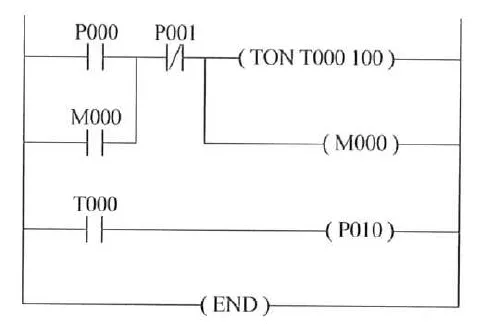 P000 P001
( TON T000 100 )
M000
( M000 )
T000
( P010 )
( END )